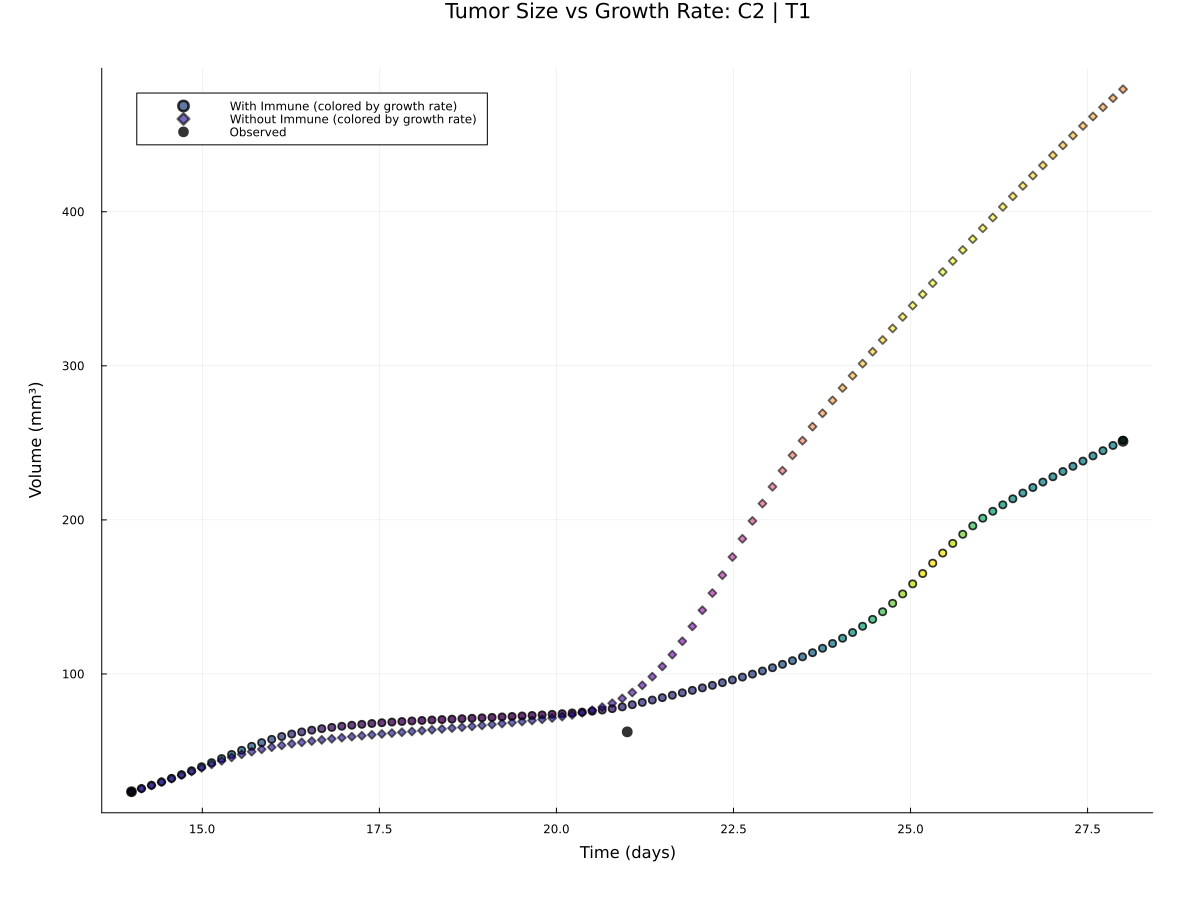 Tumor Size vs Growth Rate: C2 | T1
With Immune (colored by growth rate)
Without Immune (colored by growth rate)
Observed
Volume (mm³)
400
300
200
100
15.0 17.5 20.0 22.5 25.0 27.5
Time (days)